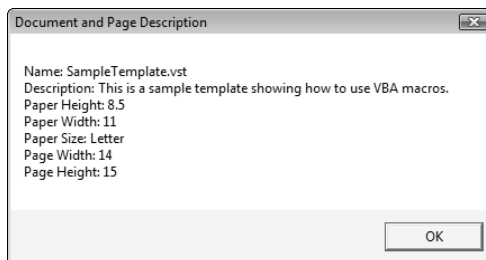 Document and Page Description
Name: SampleTemplate.vst
Description: This is a sample template showing how to use VBA macros.
Paper Height: 8.5
Paper Width: 11
Paper Size: Letter
Page Width: 14
Page Height: 15
OK